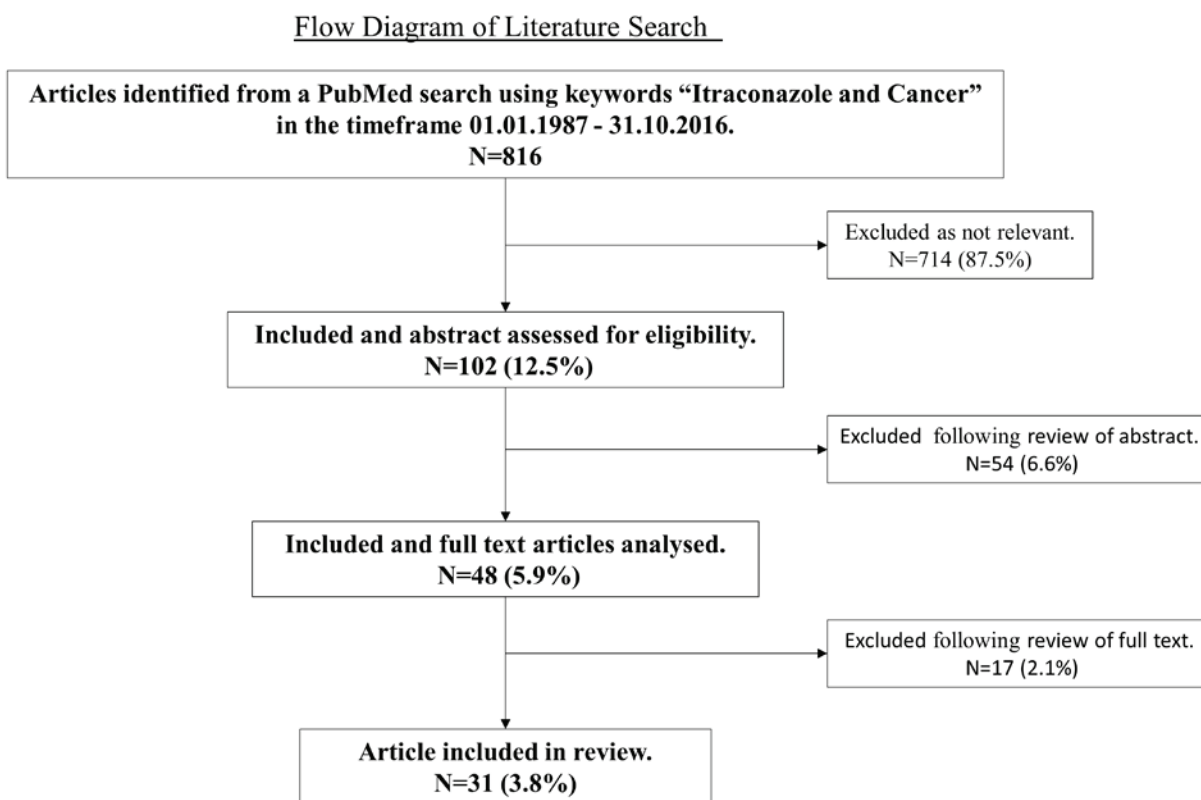 Flow Diagram of Literature Search
Articles identified from a PubMed search using keywords “Itraconazole and Cancer”
in the timeframe 01.01.1987 - 31.10.2016.
N=816
Excluded as not relevant.
N=714 (87.5%)
Included and abstract assessed for eligibility.
N=102 (12.5%)
Excluded following review of abstract.
N=54 (6.6%)
Included and full text articles analysed.
N=48 (5.9%)
Excluded following review of full text.
N=17 (2.1%)
Article included in review.
N=31 (3.8%)